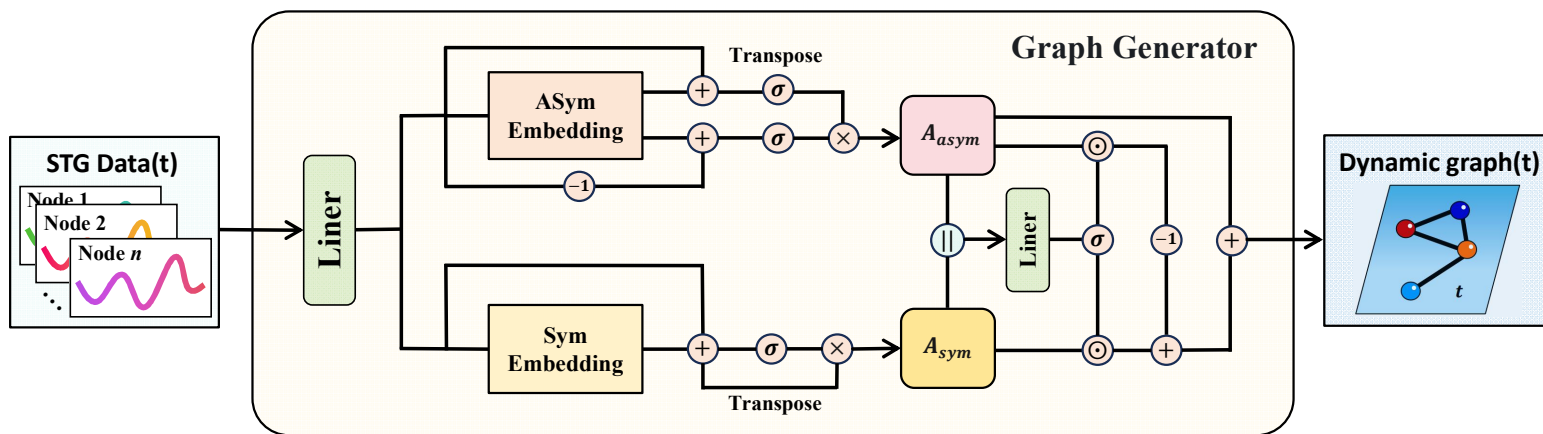 Graph Generator
STG Data(t)
Node 1
Node 2
Node n
...
Liner
ASym
Embedding
Transpose
+
σ
+
σ
×
−1
Sym
Embedding
+
σ
×
Transpose
A_asym
||
A_sym
Liner
⊙
σ
⊙
−1
+
+
Dynamic graph(t)
t